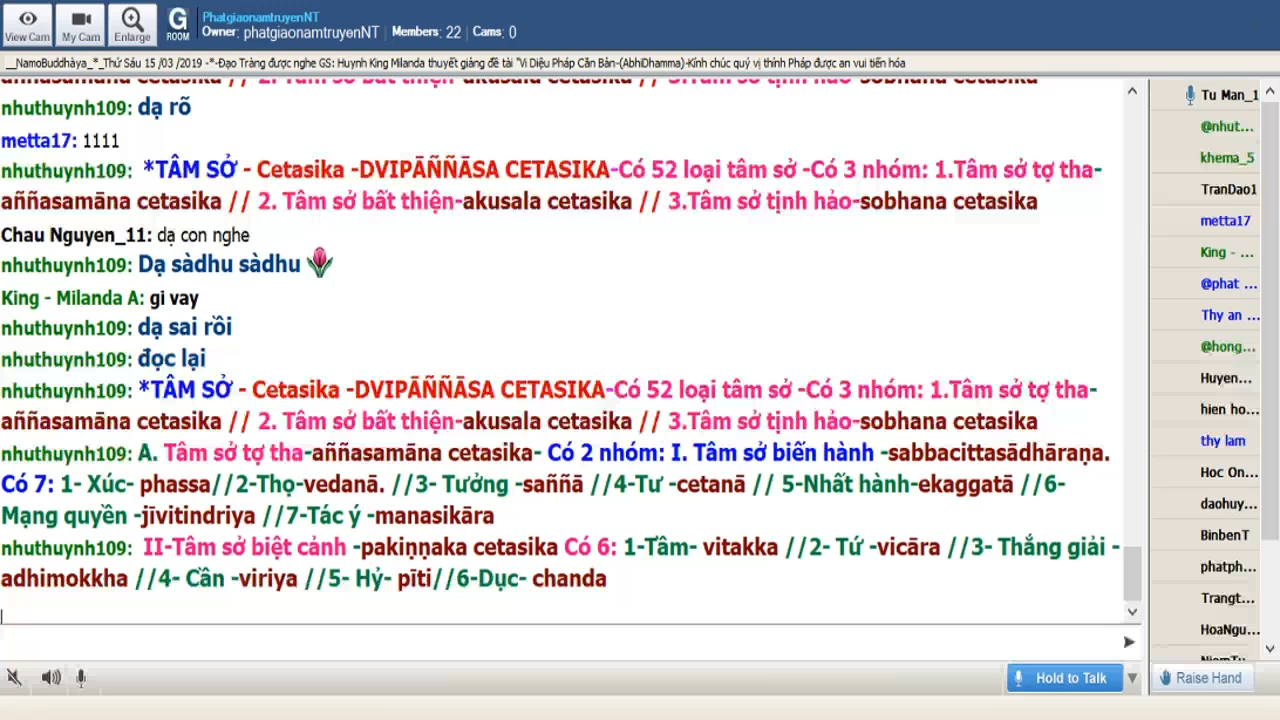 View Cam
My Cam
Enlarge
G
ROOM
PhatgiaonamtruyenNT
Owner: phatgiaonamtruyenNT | Members: 22 | Cams: 0
__NamoBuddhàya_*_Thứ Sáu 15 /03 /2019 -*-Đạo Tràng được nghe GS: Huynh King Milanda thuyết giảng đề tài "Vi Diệu Pháp Căn Bản-(AbhiDhamma)-Kính chúc quý vị thính Pháp được an vui tiến hóa
nhuthuynh109: dạ rõ
metta17: 1111
nhuthuynh109: *TÂM SỞ - Cetasika -DVIPĀÑÑĀSA CETASIKA-Có 52 loại tâm sở -Có 3 nhóm: 1.Tâm sở tợ tha-
aññasamāna cetasika // 2. Tâm sở bất thiện-akusala cetasika // 3.Tâm sở tịnh hảo-sobhana cetasika
Chau Nguyen_11: dạ con nghe
nhuthuynh109: Dạ sàdhu sàdhu
King - Milanda A: gi vay
nhuthuynh109: dạ sai rồi
nhuthuynh109: đọc lại
nhuthuynh109: *TÂM SỞ - Cetasika -DVIPĀÑÑĀSA CETASIKA-Có 52 loại tâm sở -Có 3 nhóm: 1.Tâm sở tợ tha-
aññasamāna cetasika // 2. Tâm sở bất thiện-akusala cetasika // 3.Tâm sở tịnh hảo-sobhana cetasika
nhuthuynh109: A. Tâm sở tợ tha-aññasamāna cetasika- Có 2 nhóm: I. Tâm sở biến hành -sabbacittasādhāraṇa.
Có 7: 1- Xúc- phassa//2-Thọ-vedanā. //3- Tưởng -saññā //4-Tư -cetanā // 5-Nhất hành-ekaggatā //6-
Mạng quyền -jīvitindriya //7-Tác ý -manasikāra
nhuthuynh109: II-Tâm sở biệt cảnh -pakiṇṇaka cetasika Có 6: 1-Tầm- vitakka //2- Tứ -vicāra //3- Thắng giải -
adhimokkha //4- Cần -viriya //5- Hỷ- pīti//6-Dục- chanda
Tu Man_1
@nhut...
khema_5
TranDao1
metta17
King - ...
@phat ...
Thy an ...
@hong...
Huyen...
hien ho...
thy lam
Hoc On...
daohuy...
BinbenT
phatph...
Trangt...
HoaNgu...
Hold to Talk
Raise Hand